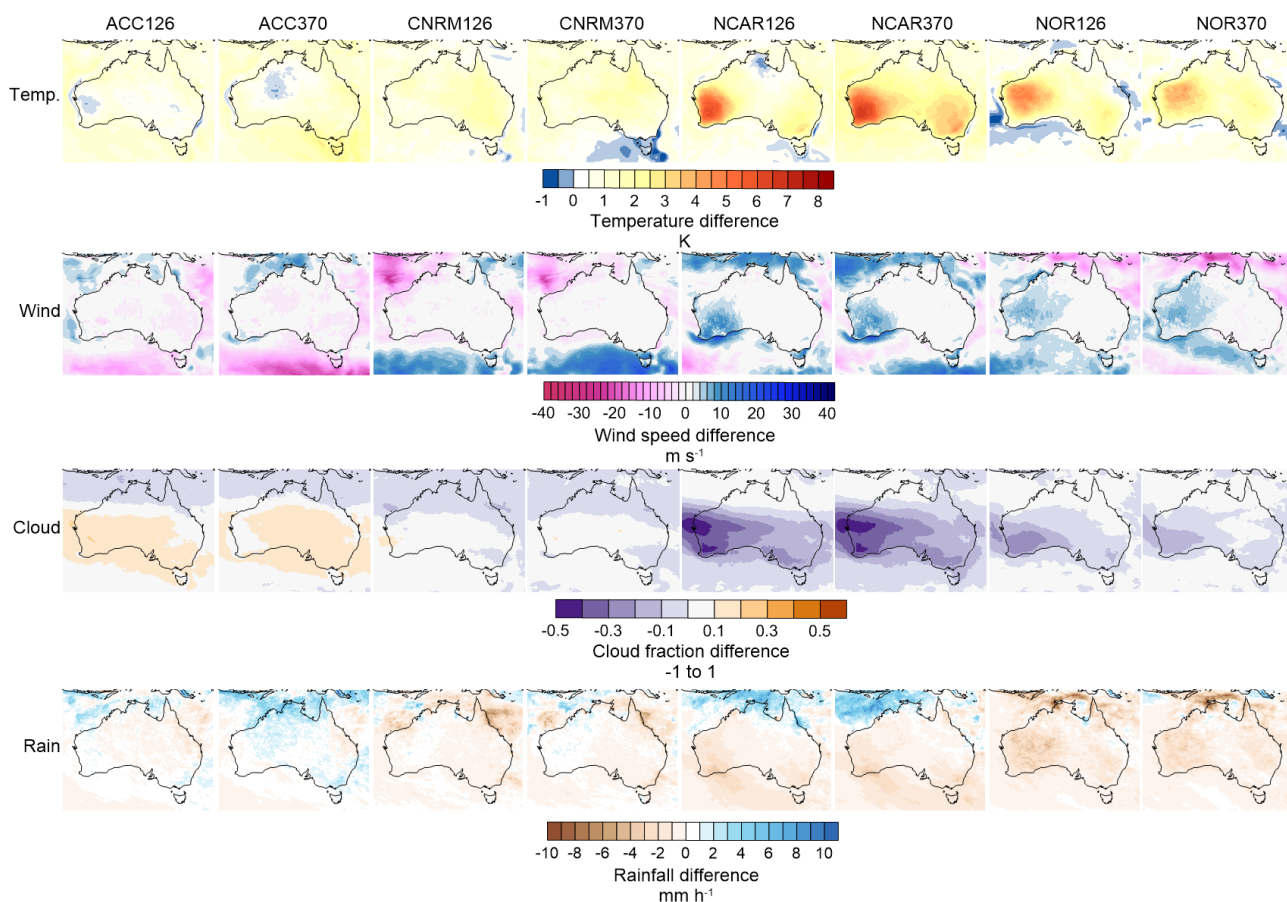 ACC126 ACC370 CNRM126 CNRM370 NCAR126 NCAR370 NOR126 NOR370
Temp.
-1 0 1 2 3 4 5 6 7 8
Temperature difference
K
Wind
-40 -30 -20 -10 0 10 20 30 40
Wind speed difference
m s⁻¹
Cloud
-0.5 -0.3 -0.1 0.1 0.3 0.5
Cloud fraction difference
-1 to 1
Rain
-10 -8 -6 -4 -2 0 2 4 6 8 10
Rainfall difference
mm h⁻¹